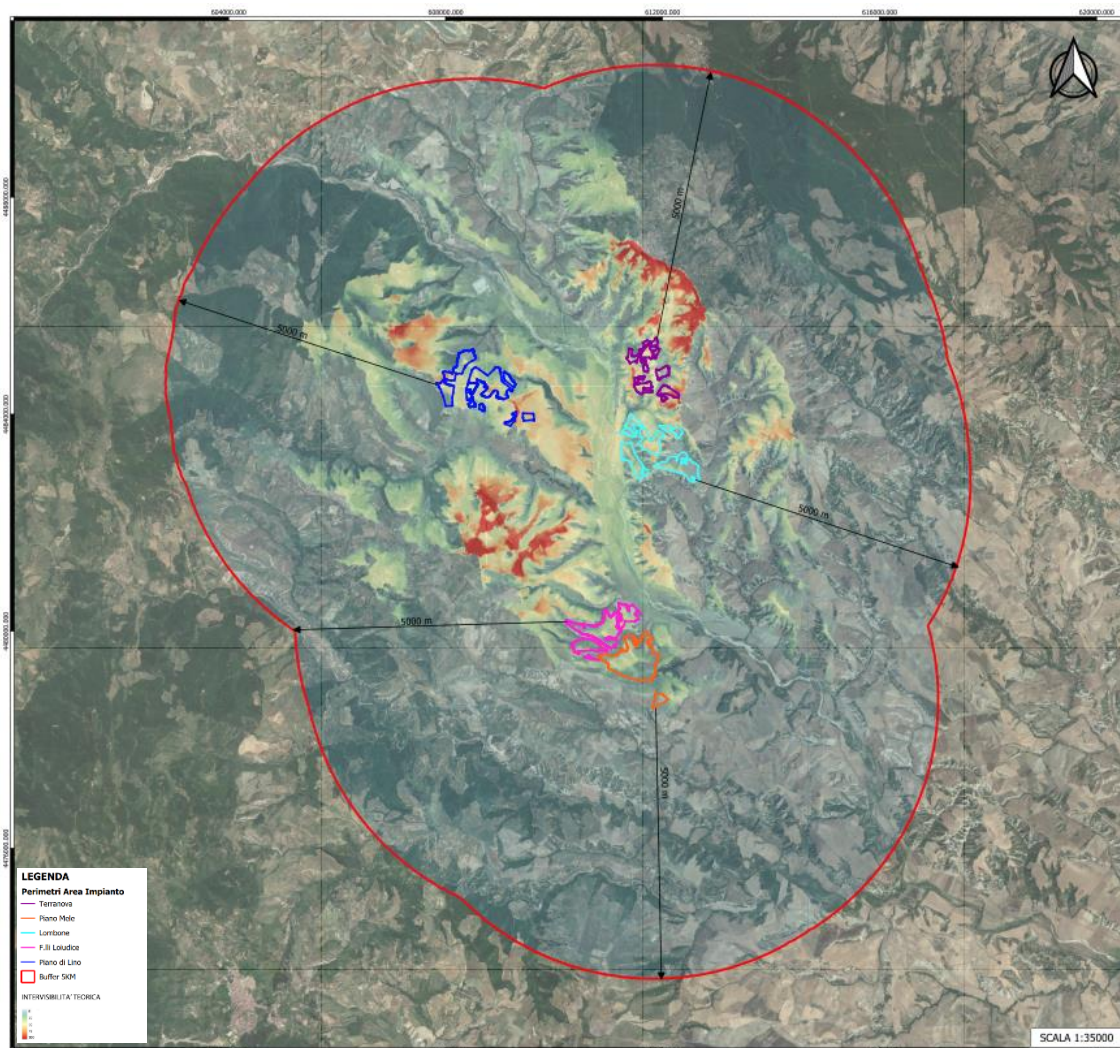 604000.000
608000.000
612000.000
616000.000
620000.000
4488000.000
4484000.000
4480000.000
4476000.000
5000 m
5000 m
5000 m
5000 m
5000 m
LEGENDA
Perimetri Area Impianto
Terranova
Piano Mele
Lombone
F.lli Loiudice
Piano di Lino
Buffer 5KM
INTERVISIBILITA' TEORICA
SCALA 1:35000